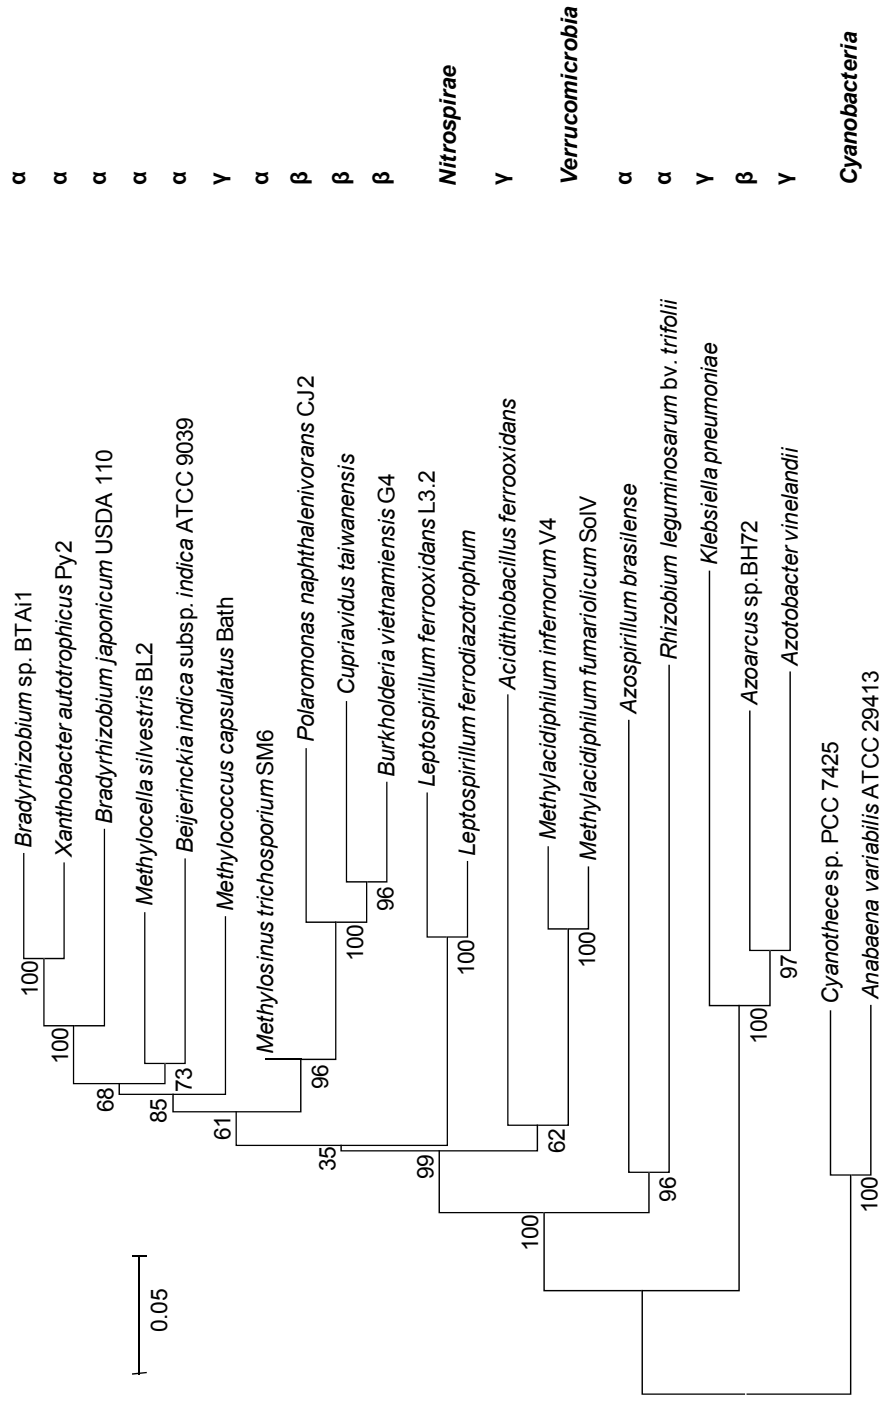 Bradyrhizobium sp. BTAi1 α
Xanthobacter autotrophicus Py2 α
Bradyrhizobium japonicum USDA 110 α
Methylocella silvestris BL2 α
Beijerinckia indica subsp. indica ATCC 9039 α
Methylococcus capsulatus Bath γ
Methylosinus trichosporium SM6 α
Polaromonas naphthalenivorans CJ2 β
Cupriavidus taiwanensis β
Burkholderia vietnamiensis G4 β
Leptospirillum ferrooxidans L3.2
Nitrospirae
Leptospirillum ferrodiazotrophum
Acidithiobacillus ferrooxidans γ
Methylacidiphilum infernorum V4
Verrucomicrobia
Methylacidiphilum fumariolicum SolV
Azospirillum brasilense α
Rhizobium leguminosarum bv. trifolii α
Klebsiella pneumoniae γ
Azoarcus sp.BH72 β
Azotobacter vinelandii γ
Cyanothece sp. PCC 7425
Cyanobacteria
Anabaena variabilis ATCC 29413
100
100
68
73
85
61
96
100
96
35
100
99
62
100
100
96
100
97
100
0.05